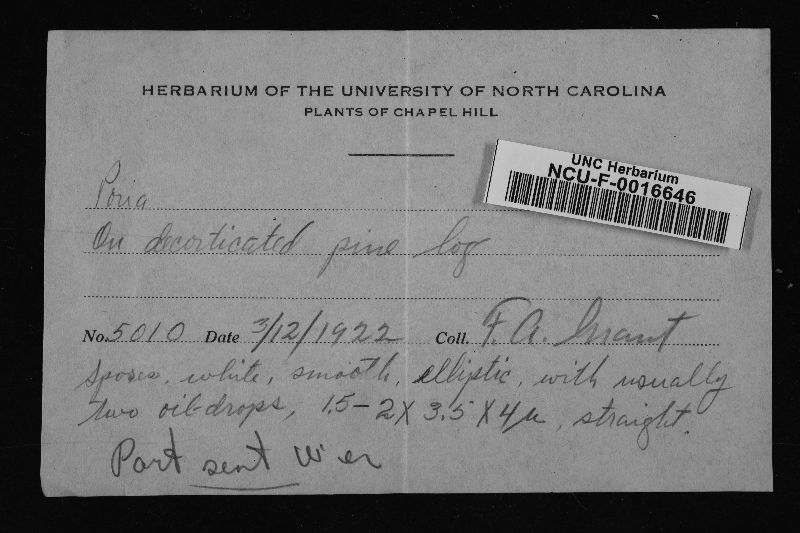 HERBARIUM OF THE UNIVERSITY OF NORTH CAROLINA
PLANTS OF CHAPEL HILL
UNC Herbarium
NCU-F-0016646
Poria
On decorticated pine log
No. 5010 Date 3/12/1922 Coll. F. A. Grant
Spores, white, smooth, elliptic, with usually
two oil-drops, 1.5-2 X 3.5 X 4µ, straight.
Part sent